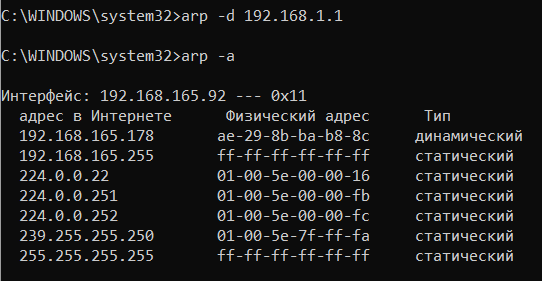 C:\WINDOWS\system32>arp -d 192.168.1.1
C:\WINDOWS\system32>arp -a
Интерфейс: 192.168.165.92 --- 0x11
адрес в Интернете Физический адрес Тип
192.168.165.178 ae-29-8b-ba-b8-8c динамический
192.168.165.255 ff-ff-ff-ff-ff-ff статический
224.0.0.22 01-00-5e-00-00-16 статический
224.0.0.251 01-00-5e-00-00-fb статический
224.0.0.252 01-00-5e-00-00-fc статический
239.255.255.250 01-00-5e-7f-ff-fa статический
255.255.255.255 ff-ff-ff-ff-ff-ff статический